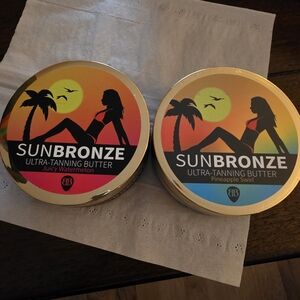 SUNBRONZE
ULTRA-TANNING BUTTER
Juicy Watermelon
SUNBRONZE
ULTRA-TANNING BUTTER
Pineapple Swirl